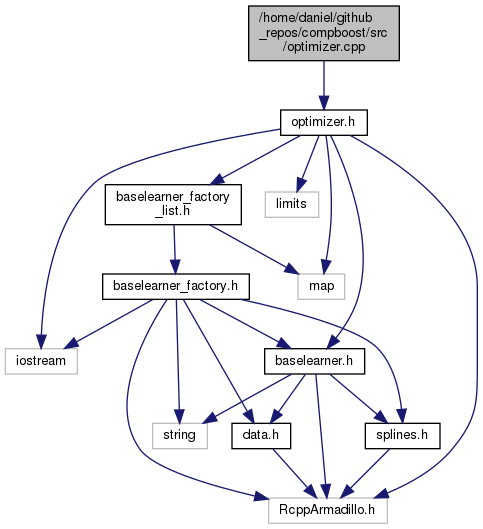 /home/daniel/github
_repos/compboost/src
/optimizer.cpp
optimizer.h
baselearner_factory
_list.h
limits
map
baselearner_factory.h
iostream
baselearner.h
string
data.h
splines.h
RcppArmadillo.h